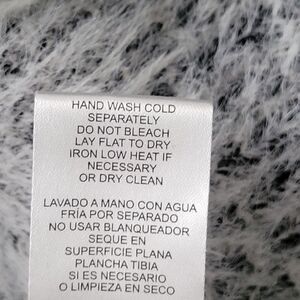 HAND WASH COLD
SEPARATELY
DO NOT BLEACH
LAY FLAT TO DRY
IRON LOW HEAT IF
NECESSARY
OR DRY CLEAN
LAVADO A MANO CON AGUA
FRÍA POR SEPARADO
NO USAR BLANQUEADOR
SEQUE EN
SUPERFICIE PLANA
PLANCHA TIBIA
SI ES NECESARIO
O LIMPIEZA EN SECO